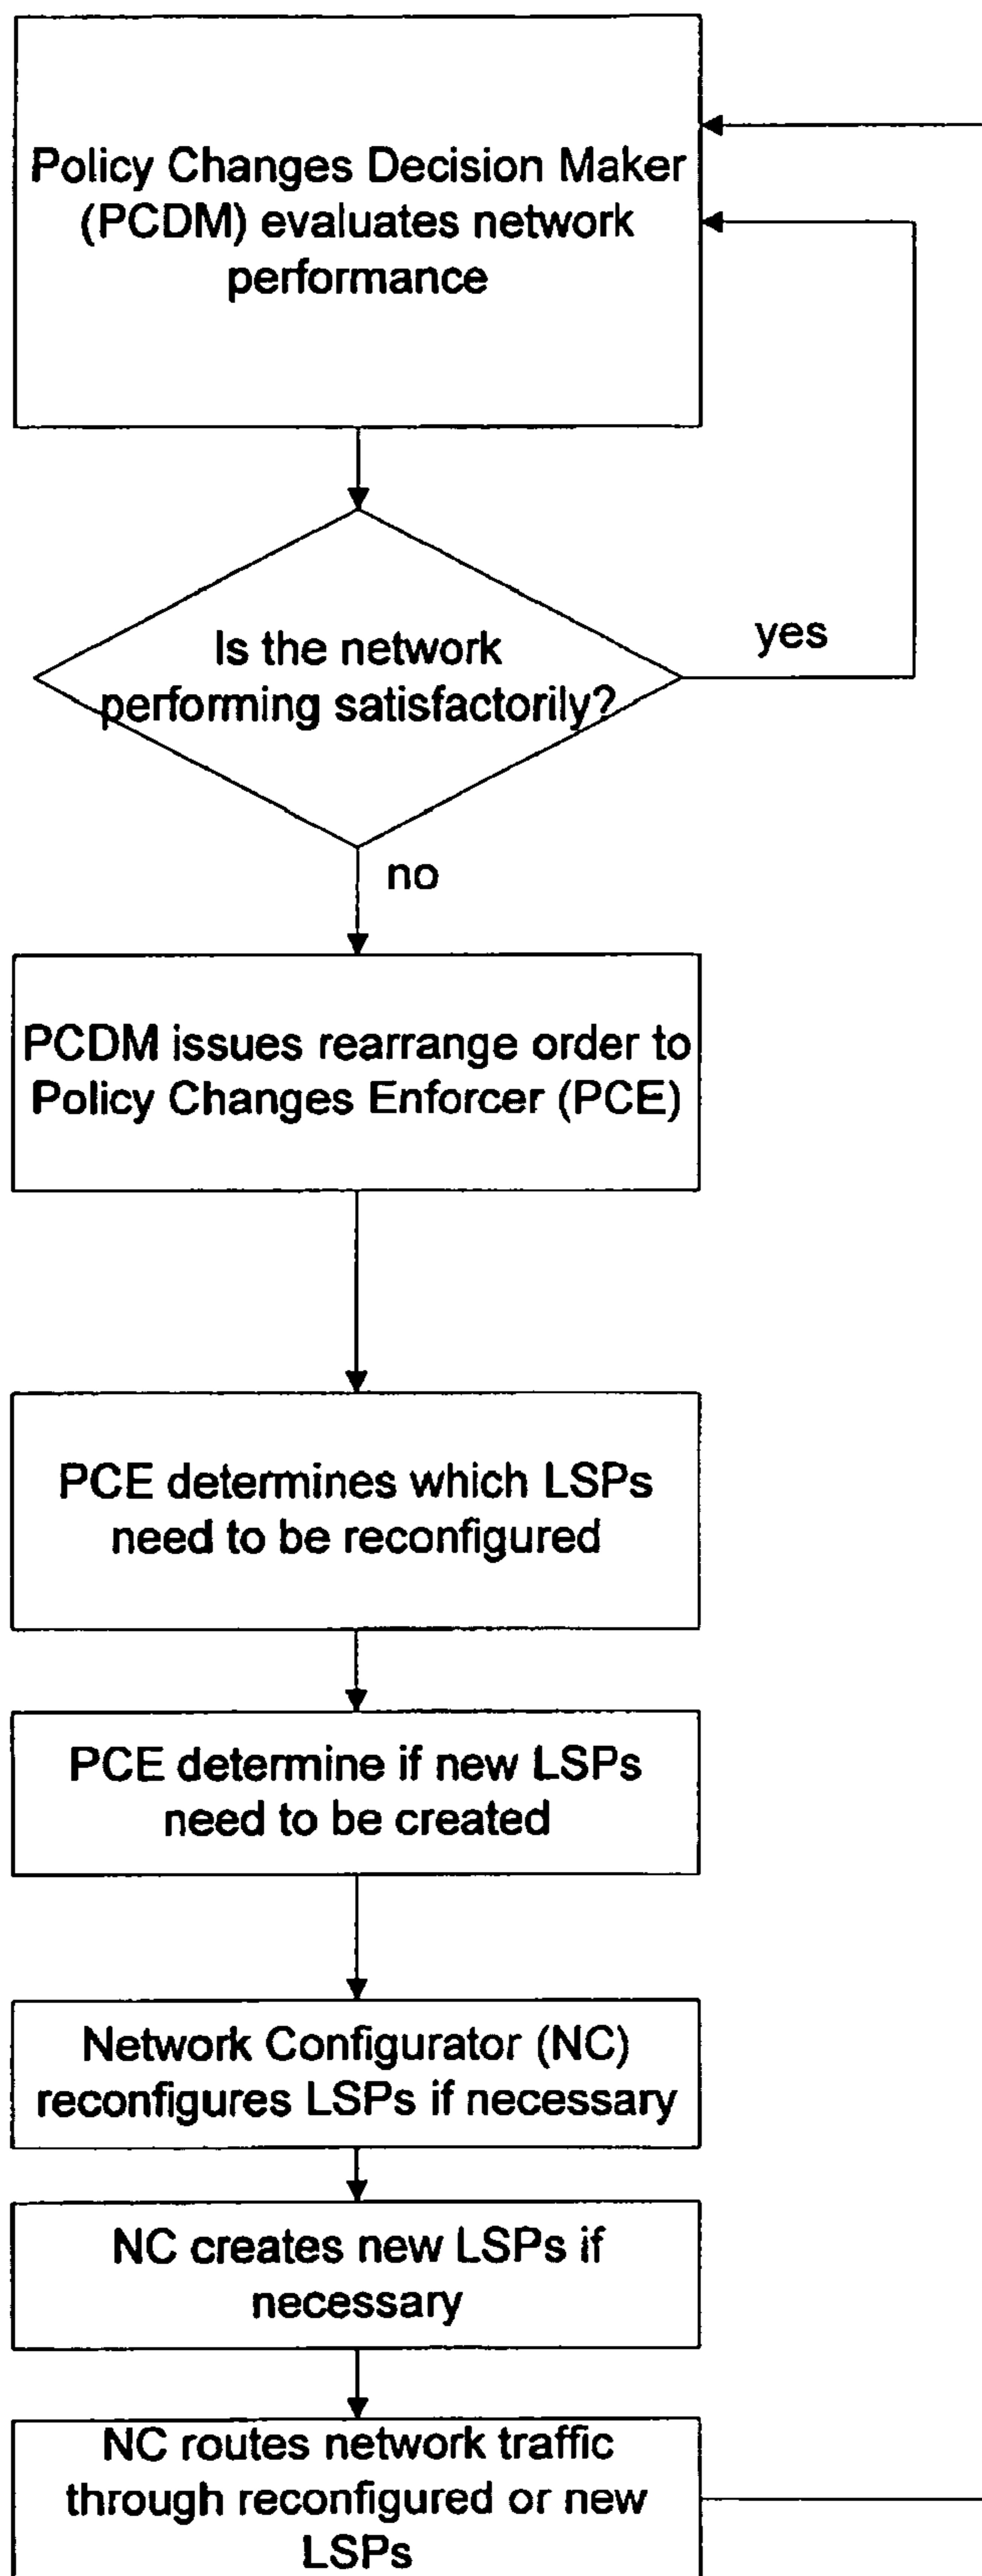 Policy Changes Decision Maker
(PCDM) evaluates network
performance
Is the network
performing satisfactorily?
yes
no
PCDM issues rearrange order to
Policy Changes Enforcer (PCE)
PCE determines which LSPs
need to be reconfigured
PCE determine if new LSPs
need to be created
Network Configurator (NC)
reconfigures LSPs if necessary
NC creates new LSPs if
necessary
NC routes network traffic
through reconfigured or new
LSPs